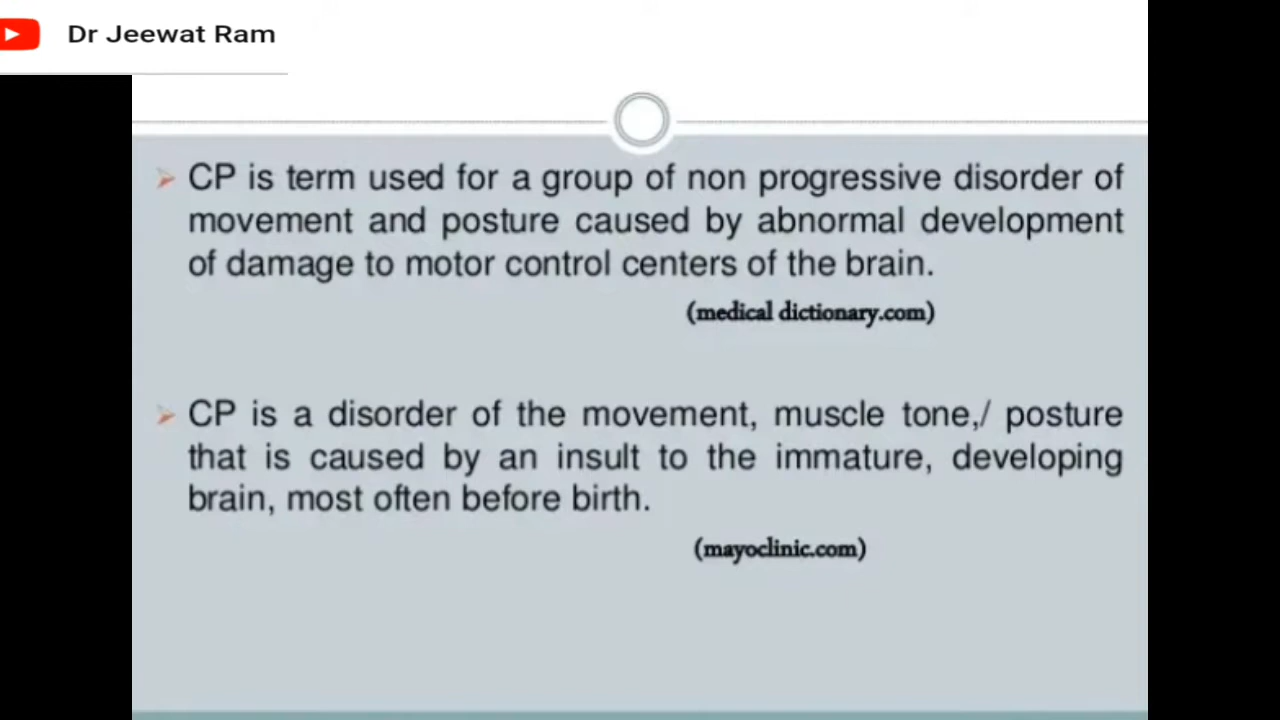 Dr Jeewat Ram
CP is term used for a group of non progressive disorder of
movement and posture caused by abnormal development
of damage to motor control centers of the brain.
(medical dictionary.com)
CP is a disorder of the movement, muscle tone,/ posture
that is caused by an insult to the immature, developing
brain, most often before birth.
(mayoclinic.com)